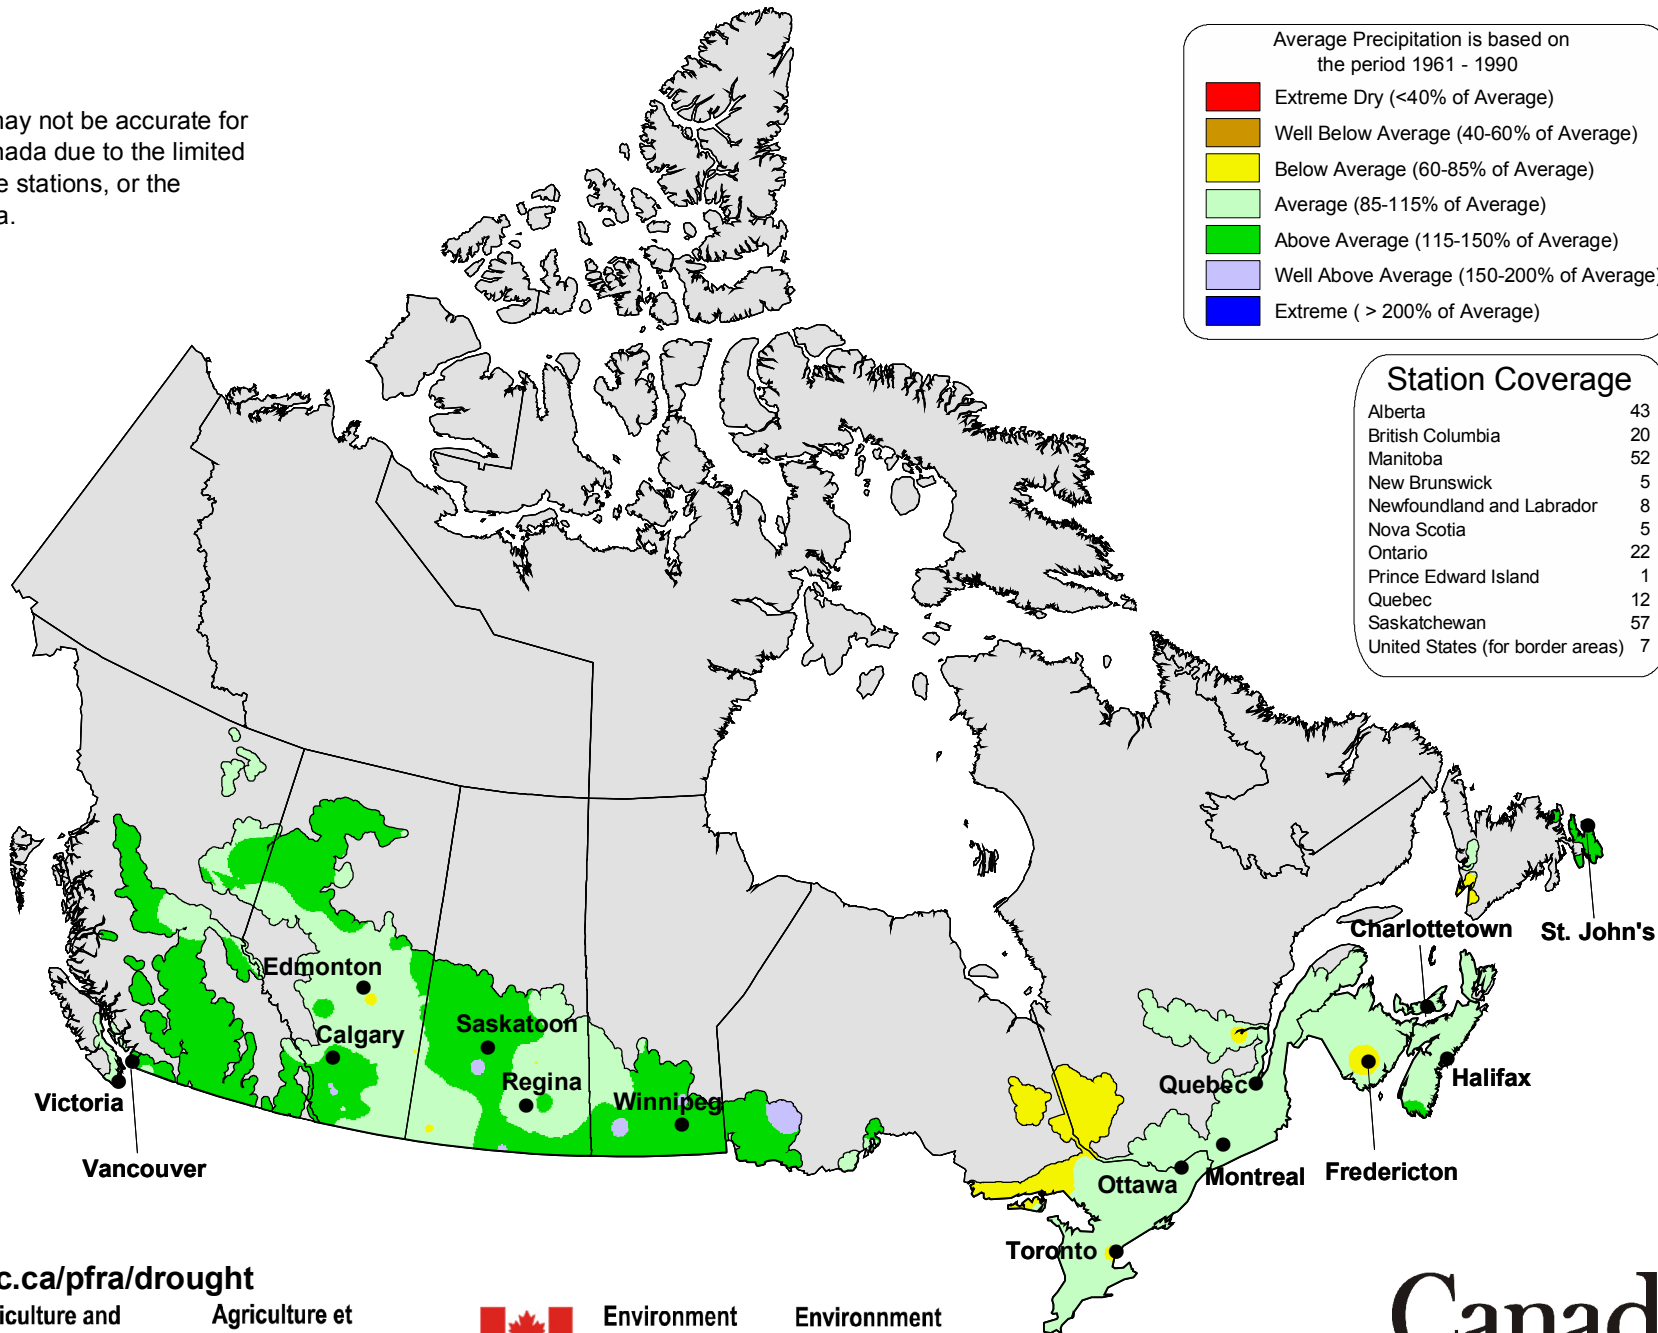 may not be accurate for
nada due to the limited
e stations, or the
a.
Average Precipitation is based on
the period 1961 - 1990
Extreme Dry (<40% of Average)
Well Below Average (40-60% of Average)
Below Average (60-85% of Average)
Average (85-115% of Average)
Above Average (115-150% of Average)
Well Above Average (150-200% of Average)
Extreme ( > 200% of Average)
Station Coverage
Alberta 43
British Columbia 20
Manitoba 52
New Brunswick 5
Newfoundland and Labrador 8
Nova Scotia 5
Ontario 22
Prince Edward Island 1
Quebec 12
Saskatchewan 57
United States (for border areas) 7
Charlottetown
St. John's
Edmonton
Calgary
Saskatoon
Regina
Winnipeg
Victoria
Vancouver
Quebec
Halifax
Ottawa
Montreal
Fredericton
Toronto
c.ca/pfra/drought
iculture and
Agriculture et
Environment
Environnment
Canad